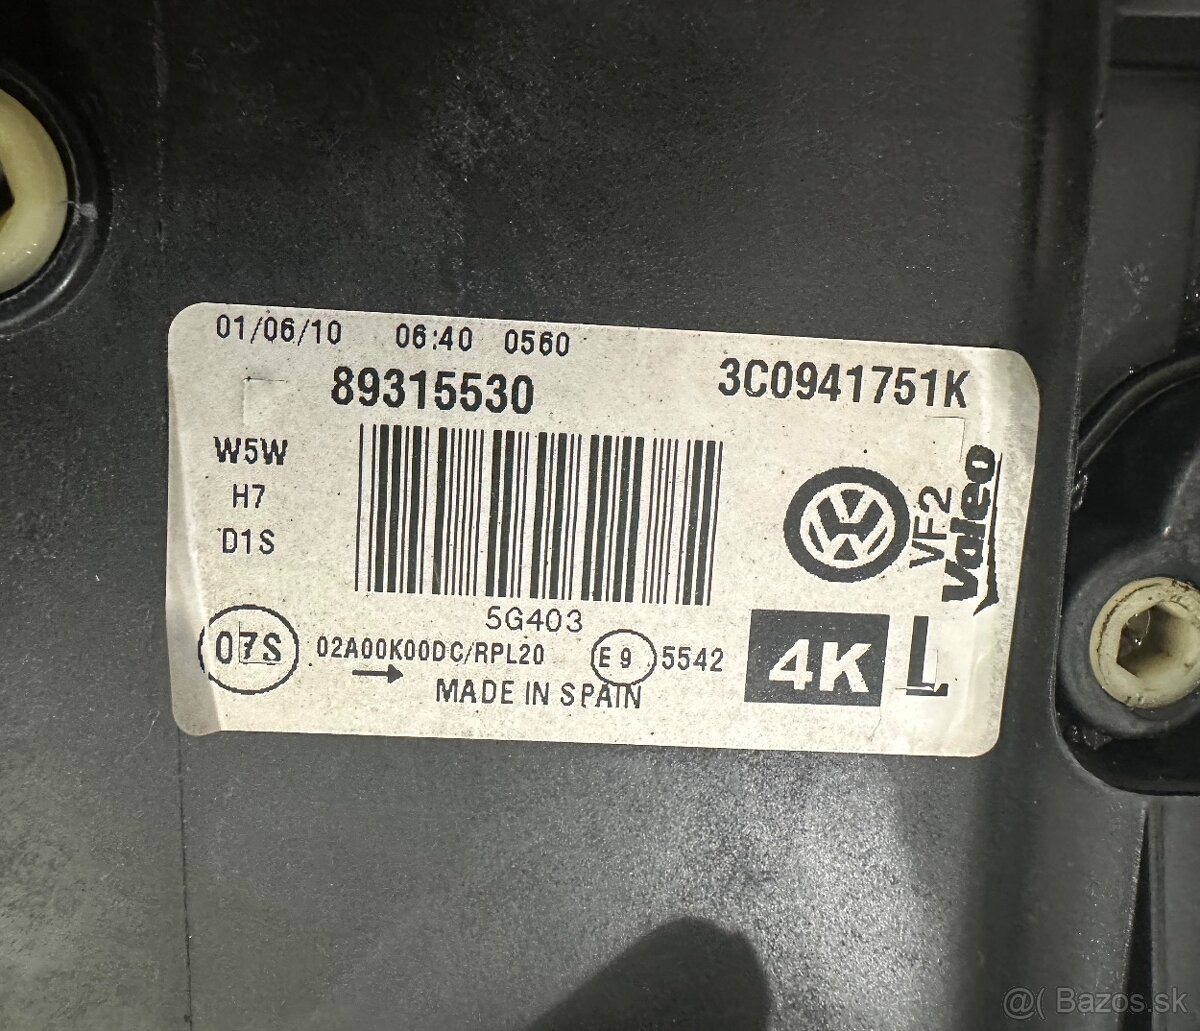 01/06/10 06:40 0560
89315530 3C0941751K
W5W
H7
D1S
VF2
Valeo
5G403
07S 02A00K00DC/RPL20 E9 5542
MADE IN SPAIN
4K L
@( Bazos.sk